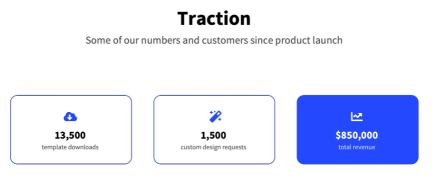 Traction
Some of our numbers and customers since product launch
13,500
template downloads
1,500
custom design requests
$850,000
total revenue